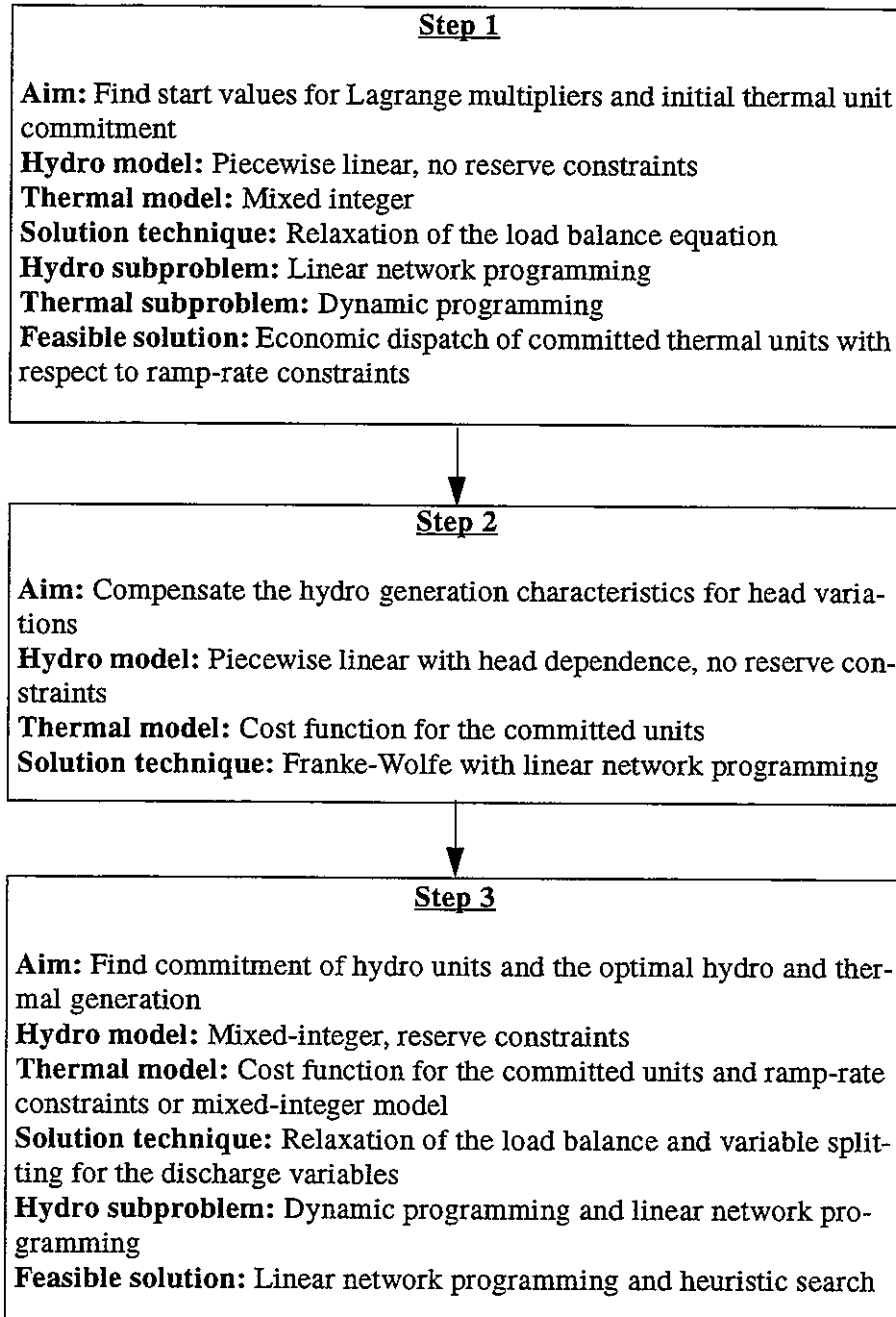 Step 1
Aim: Find start values for Lagrange multipliers and initial thermal unit
commitment
Hydro model: Piecewise linear, no reserve constraints
Thermal model: Mixed integer
Solution technique: Relaxation of the load balance equation
Hydro subproblem: Linear network programming
Thermal subproblem: Dynamic programming
Feasible solution: Economic dispatch of committed thermal units with
respect to ramp-rate constraints
Step 2
Aim: Compensate the hydro generation characteristics for head varia-
tions
Hydro model: Piecewise linear with head dependence, no reserve con-
straints
Thermal model: Cost function for the committed units
Solution technique: Franke-Wolfe with linear network programming
Step 3
Aim: Find commitment of hydro units and the optimal hydro and ther-
mal generation
Hydro model: Mixed-integer, reserve constraints
Thermal model: Cost function for the committed units and ramp-rate
constraints or mixed-integer model
Solution technique: Relaxation of the load balance and variable split-
ting for the discharge variables
Hydro subproblem: Dynamic programming and linear network pro-
gramming
Feasible solution: Linear network programming and heuristic search